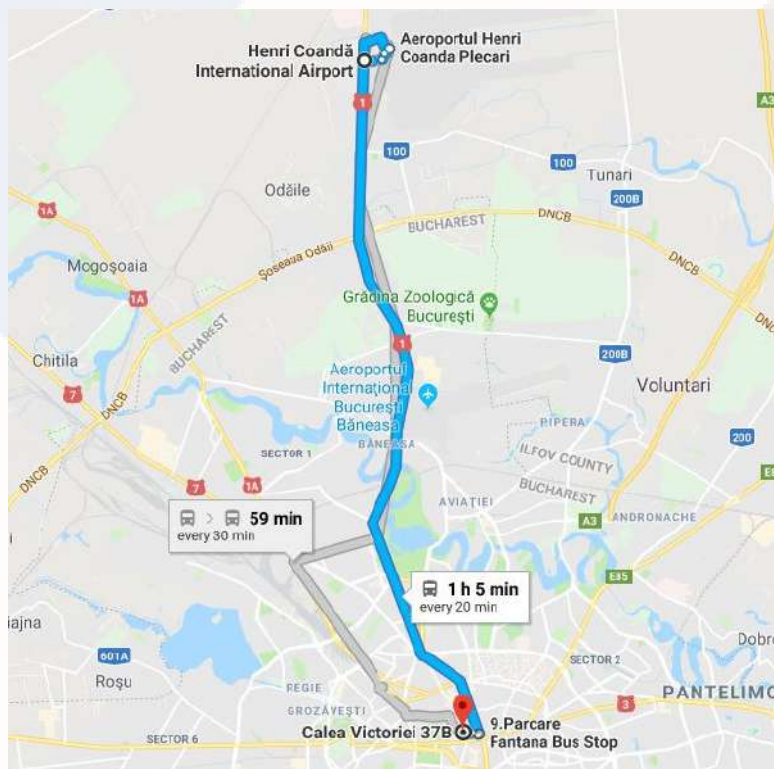 Henri Coandă
International Airport
Aeroportul Henri
Coanda Plecari
1
A3
100
100
Tunari
Odăile
200B
1A
1A
BUCHAREST
DNCB
DNCB
Mogoșoaia
Șoseaua Odăii
1A
Grădina Zoologică
București
1
BUCHAREST
Chitila
7
DNCB
200B
Aeroportul
Internațional
București
Băneasa
Voluntari
BĂNEASA
PIPERA
200
ILFOV COUNTY
SECTOR 1
BUCHAREST
7
1A
AVIAȚIEI
59 min
every 30 min
A3
ANDRONACHE
E85
1 h 5 min
every 20 min
601A
Roșu
REGIE
SECTOR 2
GROZĂVEȘTI
PANTELIMO
3
9.Parcare
Fantana Bus Stop
Calea Victoriei 37B
SECTOR 6